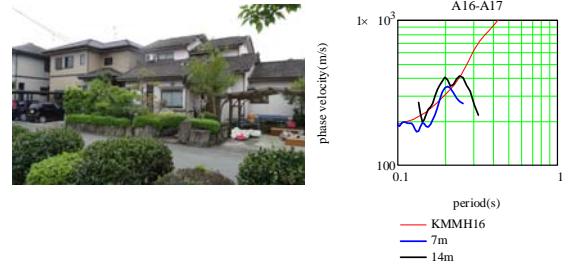 A16-A17
1× 10³
phase velocity(m/s)
100
0.1 1
period(s)
KMMH16
7m
14m